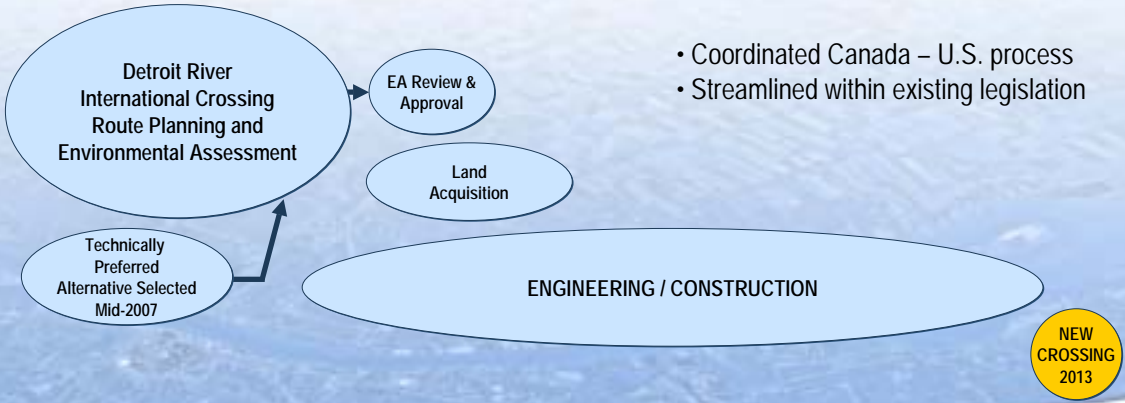 Detroit River
International Crossing
Route Planning and
Environmental Assessment
EA Review &
Approval
• Coordinated Canada – U.S. process
• Streamlined within existing legislation
Land
Acquisition
Technically
Preferred
Alternative Selected
Mid-2007
ENGINEERING / CONSTRUCTION
NEW
CROSSING
2013